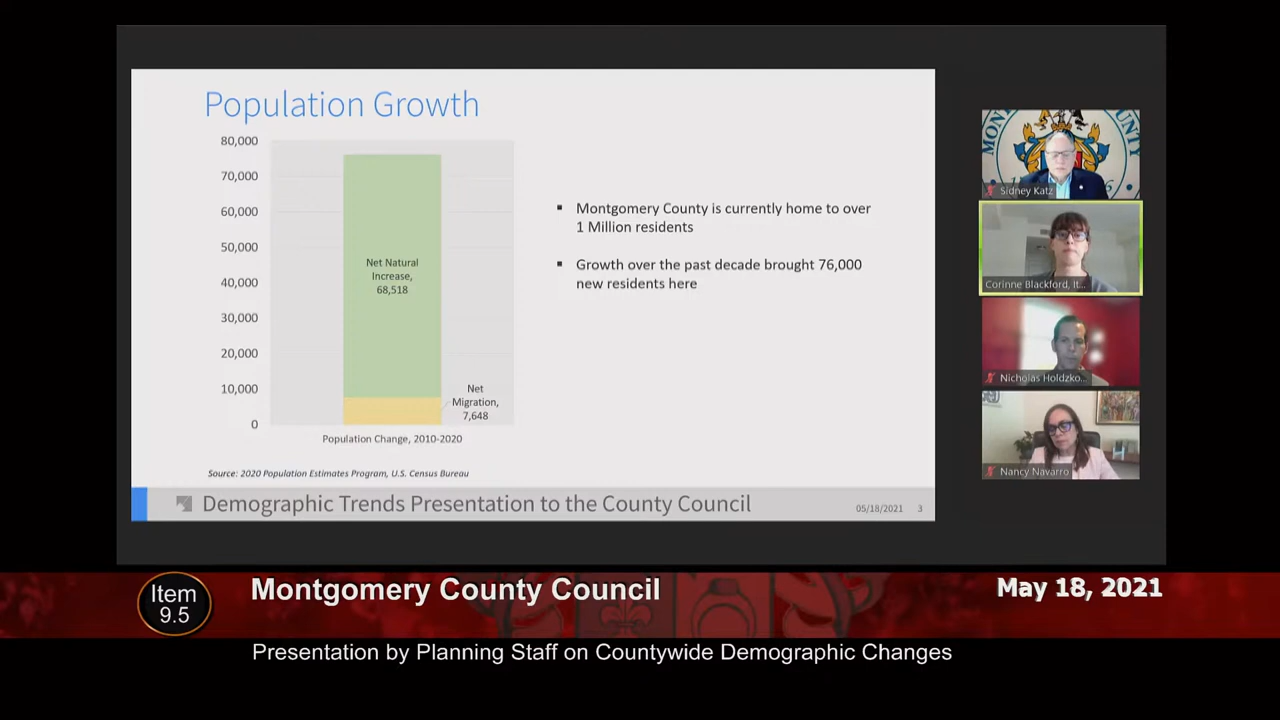 Population Growth
80,000
70,000
60,000
50,000
40,000
30,000
20,000
10,000
0
Net Natural
Increase,
68,518
Net
Migration,
7,648
Population Change, 2010-2020
Source: 2020 Population Estimates Program, U.S. Census Bureau
▪ Montgomery County is currently home to over
1 Million residents
▪ Growth over the past decade brought 76,000
new residents here
Demographic Trends Presentation to the County Council
05/18/2021 3
Sidney Katz
Corinne Blackford, It...
Nicholas Holdzko...
Nancy Navarro
Item
9.5
Montgomery County Council
May 18, 2021
Presentation by Planning Staff on Countywide Demographic Changes